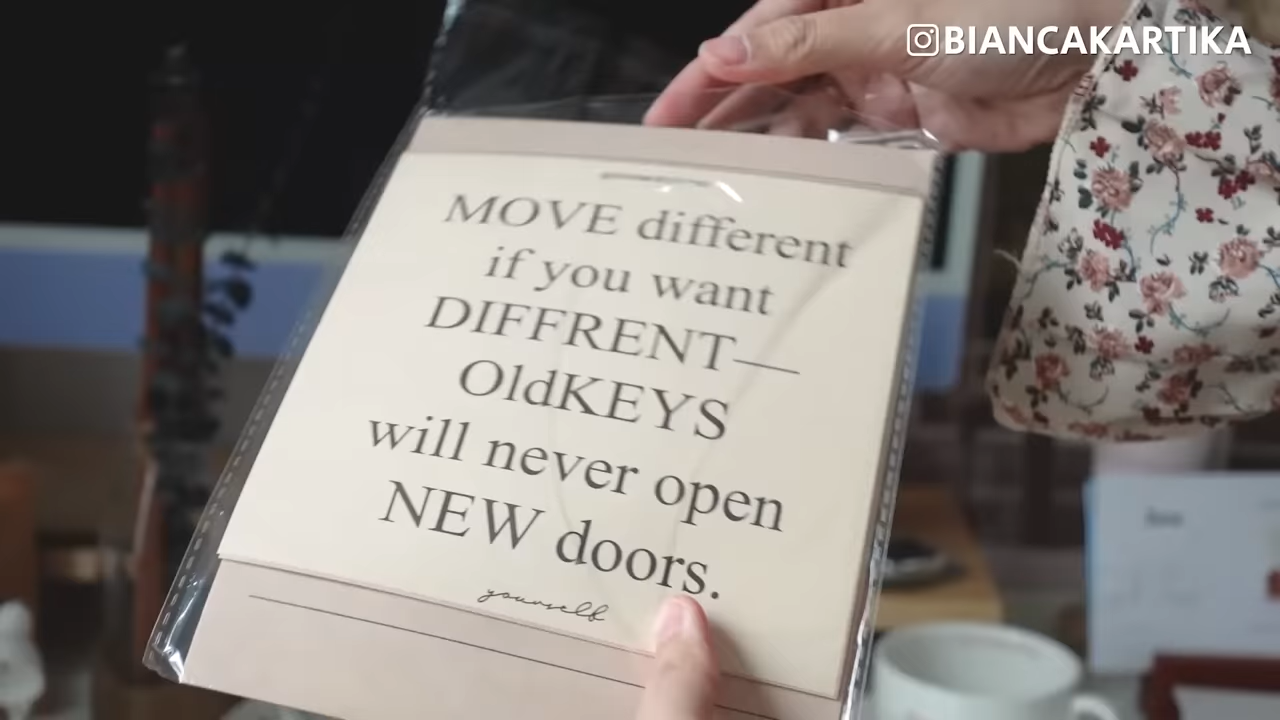 BIANCAKARTIKA
MOVE different
if you want
DIFFRENT—
OldKEYS
will never open
NEW doors.
yourself